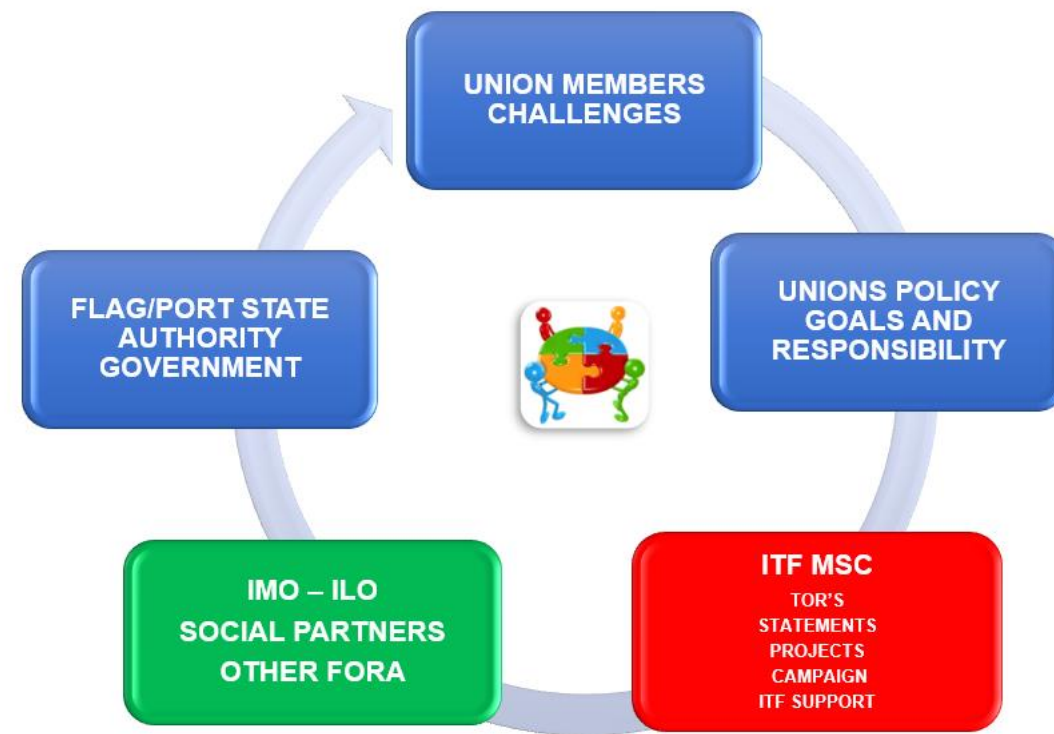 UNION MEMBERS
CHALLENGES
UNIONS POLICY
GOALS AND
RESPONSIBILITY
ITF MSC
TOR’S
STATEMENTS
PROJECTS
CAMPAIGN
ITF SUPPORT
IMO – ILO
SOCIAL PARTNERS
OTHER FORA
FLAG/PORT STATE
AUTHORITY
GOVERNMENT